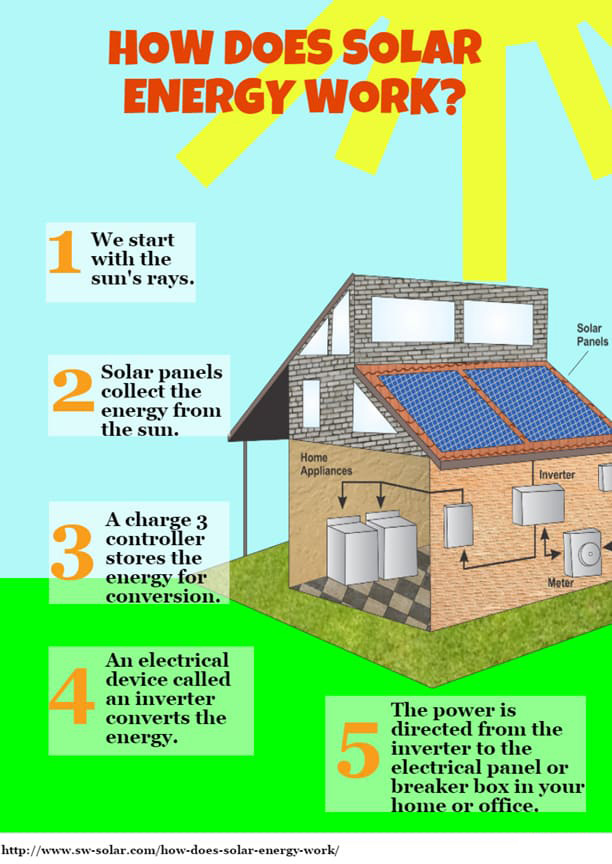 HOW DOES SOLAR
ENERGY WORK?
1
We start
with the
sun's rays.
Solar
Panels
2
Solar panels
collect the
energy from
the sun.
Home
Appliances
Inverter
Meter
3
A charge 3
controller
stores the
energy for
conversion.
4
An electrical
device called
an inverter
converts the
energy.
5
The power is
directed from the
inverter to the
electrical panel or
breaker box in your
home or office.
http://www.sw-solar.com/how-does-solar-energy-work/